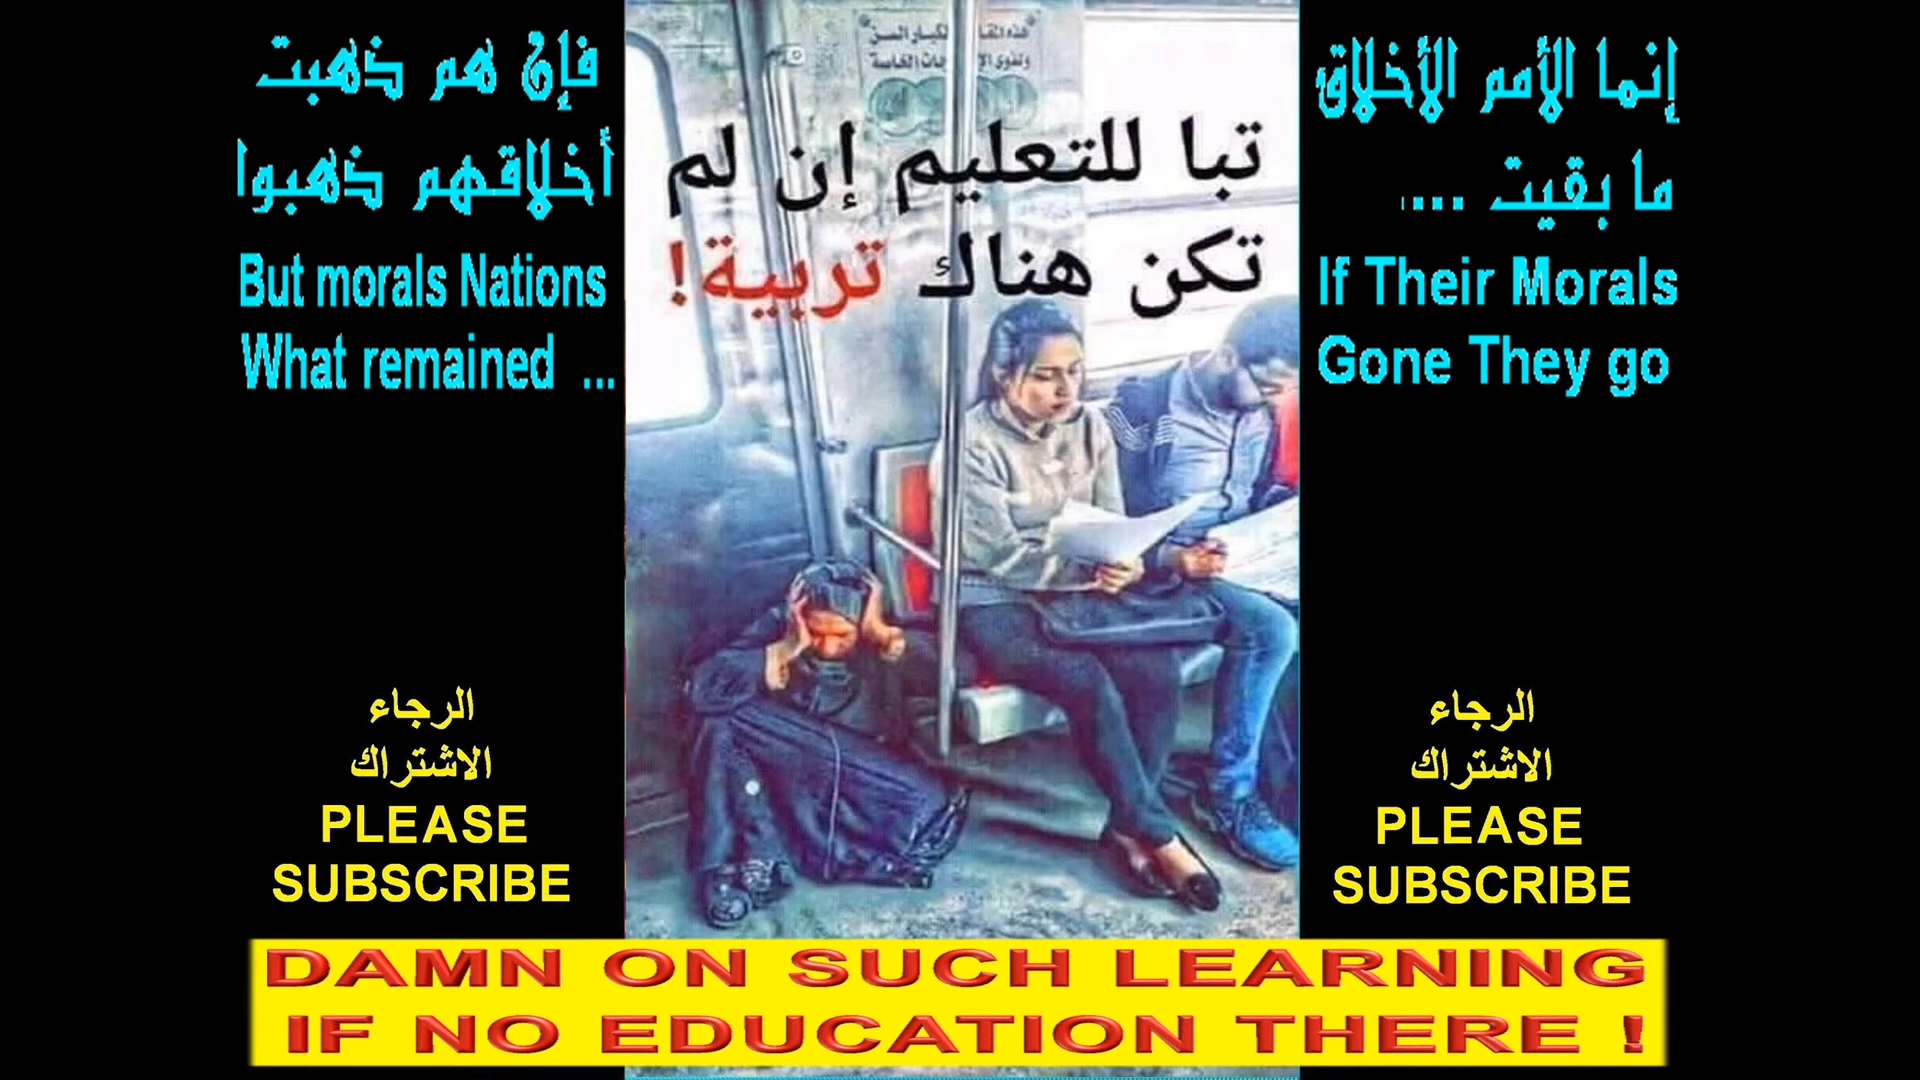 إنما الأمم الأخلاق
ما بقيت ....
If Their Morals
Gone They go
فإن هم ذهبت
أخلاقهم ذهبوا
But morals Nations
What remained ...
السن
الخاصة
تبا للتعليم إن لم
تكن هناك تربية!
الرجاء
الاشتراك
PLEASE
SUBSCRIBE
الرجاء
الاشتراك
PLEASE
SUBSCRIBE
DAMN ON SUCH LEARNING
IF NO EDUCATION THERE !